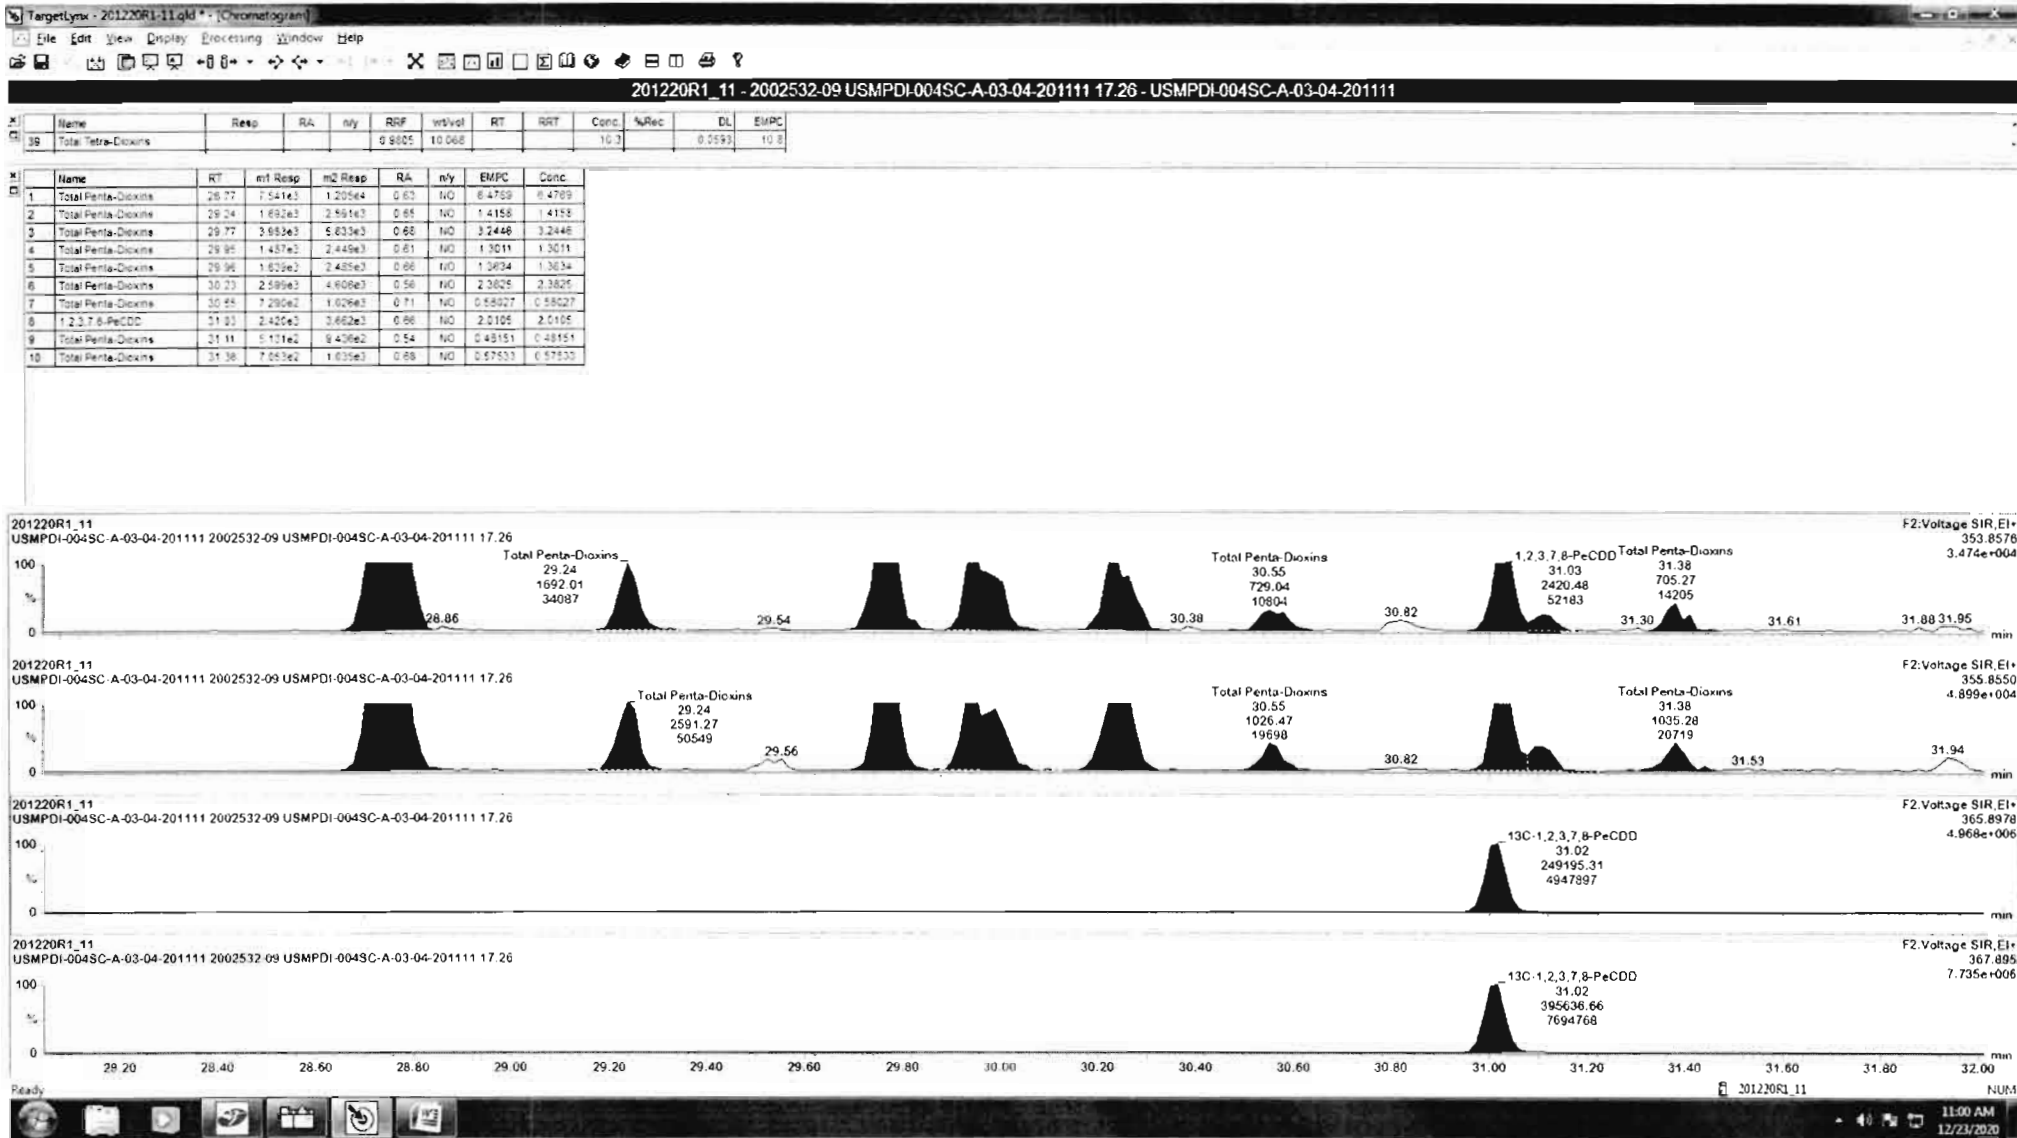 TargetLynx - 201220R1-11.qld * - [Chromatogram]
File Edit View Display Processing Window Help
201220R1_11 - 2002532-09 USMPDI-004SC-A-03-04-201111 17.26 - USMPDI-004SC-A-03-04-201111
Name Resp RA n/y RRF wt/vol RT RRT Conc. %Rec DL EMPC
39 Total Tetra-Dioxins 0.9805 10.068 10.3 0.0593 10.8
Name RT m1 Resp m2 Resp RA n/y EMPC Conc.
1 Total Penta-Dioxins 28.77 7.541e3 1.205e4 0.63 NO 6.4769 6.4769
2 Total Penta-Dioxins 29.24 1.692e3 2.591e3 0.65 NO 1.4158 1.4158
3 Total Penta-Dioxins 29.77 3.953e3 5.833e3 0.68 NO 3.2446 3.2446
4 Total Penta-Dioxins 29.95 1.487e3 2.449e3 0.61 NO 1.3011 1.3011
5 Total Penta-Dioxins 29.96 1.639e3 2.485e3 0.66 NO 1.3634 1.3634
6 Total Penta-Dioxins 30.23 2.599e3 4.606e3 0.56 NO 2.3825 2.3825
7 Total Penta-Dioxins 30.55 7.290e2 1.026e3 0.71 NO 0.58027 0.58027
8 1,2,3,7,8-PeCDD 31.03 2.420e3 3.662e3 0.66 NO 2.0105 2.0105
9 Total Penta-Dioxins 31.11 5.131e2 9.436e2 0.54 NO 0.48151 0.48151
10 Total Penta-Dioxins 31.38 7.053e2 1.035e3 0.68 NO 0.57533 0.57533
201220R1_11
USMPDI-004SC-A-03-04-201111 2002532-09 USMPDI-004SC-A-03-04-201111 17.26
F2:Voltage SIR,EI+
353.8576
3.474e+004
100
%
0
28.86
Total Penta-Dioxins
29.24
1692.01
34087
29.54
30.38
Total Penta-Dioxins
30.55
729.04
10804
30.82
1,2,3,7,8-PeCDD
31.03
2420.48
52183
31.30
Total Penta-Dioxins
31.38
705.27
14205
31.61
31.88 31.95
min
201220R1_11
USMPDI-004SC-A-03-04-201111 2002532-09 USMPDI-004SC-A-03-04-201111 17.26
F2:Voltage SIR,EI+
355.8550
4.899e+004
100
%
0
Total Penta-Dioxins
29.24
2591.27
50549
29.56
Total Penta-Dioxins
30.55
1026.47
19698
30.82
Total Penta-Dioxins
31.38
1035.28
20719
31.53
31.94
min
201220R1_11
USMPDI-004SC-A-03-04-201111 2002532-09 USMPDI-004SC-A-03-04-201111 17.26
F2:Voltage SIR,EI+
365.8978
4.968e+006
100
%
0
13C-1,2,3,7,8-PeCDD
31.02
249195.31
4947897
min
201220R1_11
USMPDI-004SC-A-03-04-201111 2002532-09 USMPDI-004SC-A-03-04-201111 17.26
F2:Voltage SIR,EI+
367.895
7.735e+006
100
%
0
13C-1,2,3,7,8-PeCDD
31.02
395636.66
7694768
min
28.20 28.40 28.60 28.80 29.00 29.20 29.40 29.60 29.80 30.00 30.20 30.40 30.60 30.80 31.00 31.20 31.40 31.60 31.80 32.00
Ready
201220R1_11
NUM
11:00 AM
12/23/2020